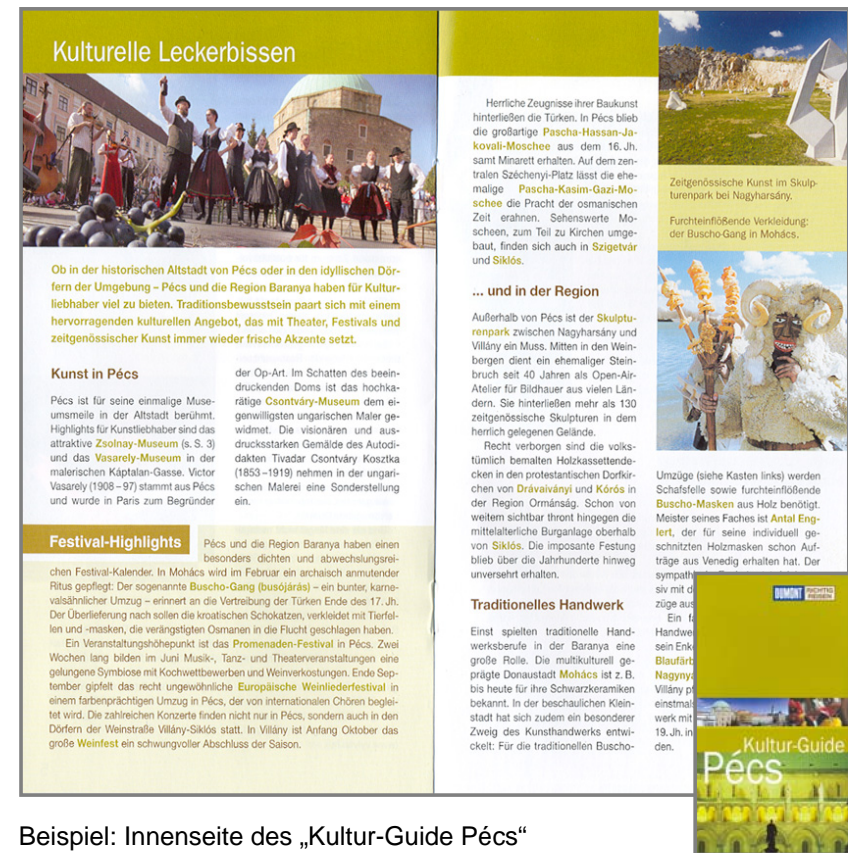 Kulturelle Leckerbissen
Ob in der historischen Altstadt von Pécs oder in den idyllischen Dör-
fern der Umgebung – Pécs und die Region Baranya haben für Kultur-
liebhaber viel zu bieten. Traditionsbewusstsein paart sich mit einem
hervorragenden kulturellen Angebot, das mit Theater, Festivals und
zeitgenössischer Kunst immer wieder frische Akzente setzt.
Kunst in Pécs
Pécs ist für seine einmalige Muse-
umsmeile in der Altstadt berühmt.
Highlights für Kunstliebhaber sind das
attraktive Zsolnay-Museum (s. S. 3)
und das Vasarely-Museum in der
malerischen Káptalan-Gasse. Victor
Vasarely (1908 – 97) stammt aus Pécs
und wurde in Paris zum Begründer
der Op-Art. Im Schatten des beein-
druckenden Doms ist das hochka-
rätige Csontváry-Museum dem ei-
genwilligsten ungarischen Maler ge-
widmet. Die visionären und aus-
drucksstarken Gemälde des Autodi-
dakten Tivadar Csontváry Kosztka
(1853 –1919) nehmen in der ungari-
schen Malerei eine Sonderstellung
ein.
Festival-Highlights
Pécs und die Region Baranya haben einen
besonders dichten und abwechslungsrei-
chen Festival-Kalender. In Mohács wird im Februar ein archaisch anmutender
Ritus gepflegt: Der sogenannte Buscho-Gang (busójárás) – ein bunter, karne-
valsähnlicher Umzug – erinnert an die Vertreibung der Türken Ende des 17. Jh.
Der Überlieferung nach sollen die kroatischen Schokatzen, verkleidet mit Tierfel-
len und -masken, die verängstigten Osmanen in die Flucht geschlagen haben.
Ein Veranstaltungshöhepunkt ist das Promenaden-Festival in Pécs. Zwei
Wochen lang bilden im Juni Musik-, Tanz- und Theaterveranstaltungen eine
gelungene Symbiose mit Kochwettbewerben und Weinverkostungen. Ende Sep-
tember gipfelt das recht ungewöhnliche Europäische Weinliederfestival in
einem farbenprächtigen Umzug in Pécs, der von internationalen Chören beglei-
tet wird. Die zahlreichen Konzerte finden nicht nur in Pécs, sondern auch in den
Dörfern der Weinstraße Villány-Siklós statt. In Villány ist Anfang Oktober das
große Weinfest ein schwungvoller Abschluss der Saison.
Herrliche Zeugnisse ihrer Baukunst
hinterließen die Türken. In Pécs blieb
die großartige Pascha-Hassan-Ja-
kovali-Moschee aus dem 16. Jh.
samt Minarett erhalten. Auf dem zen-
tralen Széchenyi-Platz lässt die ehe-
malige Pascha-Kasim-Gazi-Mo-
schee die Pracht der osmanischen
Zeit erahnen. Sehenswerte Mo-
scheen, zum Teil zu Kirchen umge-
baut, finden sich auch in Szigetvár
und Siklós.
... und in der Region
Außerhalb von Pécs ist der Skulptu-
renpark zwischen Nagyharsány und
Villány ein Muss. Mitten in den Wein-
bergen dient ein ehemaliger Stein-
bruch seit 40 Jahren als Open-Air-
Atelier für Bildhauer aus vielen Län-
dern. Sie hinterließen mehr als 130
zeitgenössische Skulpturen in dem
herrlich gelegenen Gelände.
Recht verborgen sind die volks-
tümlich bemalten Holzkassettende-
cken in den protestantischen Dorfkir-
chen von Drávaiványi und Kórós in
der Region Ormánság. Schon von
weitem sichtbar thront hingegen die
mittelalterliche Burganlage oberhalb
von Siklós. Die imposante Festung
blieb über die Jahrhunderte hinweg
unversehrt erhalten.
Traditionelles Handwerk
Einst spielten traditionelle Hand-
werksberufe in der Baranya eine
große Rolle. Die multikulturell ge-
prägte Donaustadt Mohács ist z. B.
bis heute für ihre Schwarzkeramiken
bekannt. In der beschaulichen Klein-
stadt hat sich zudem ein besonderer
Zweig des Kunsthandwerks entwi-
ckelt: Für die traditionellen Buscho-
Zeitgenössische Kunst im Skulp-
turenpark bei Nagyharsány.
Furchteinflößende Verkleidung:
der Buscho-Gang in Mohács.
Umzüge (siehe Kasten links) werden
Schafsfelle sowie furchteinflößende
Buscho-Masken aus Holz benötigt.
Meister seines Faches ist Antal Eng-
lert, der für seine individuell ge-
schnitzten Holzmasken schon Auf-
träge aus Venedig erhalten hat. Der
sympath
siv mit d
züge aus
Ein fa
Handwe
sein Enk
Blaufärb
Nagynya
Villány pf
einstmals
werk mit
19. Jh. in
den.
DUMONT RICHTIG
REISEN
Kultur-Guide
Pécs
Beispiel: Innenseite des „Kultur-Guide Pécs“